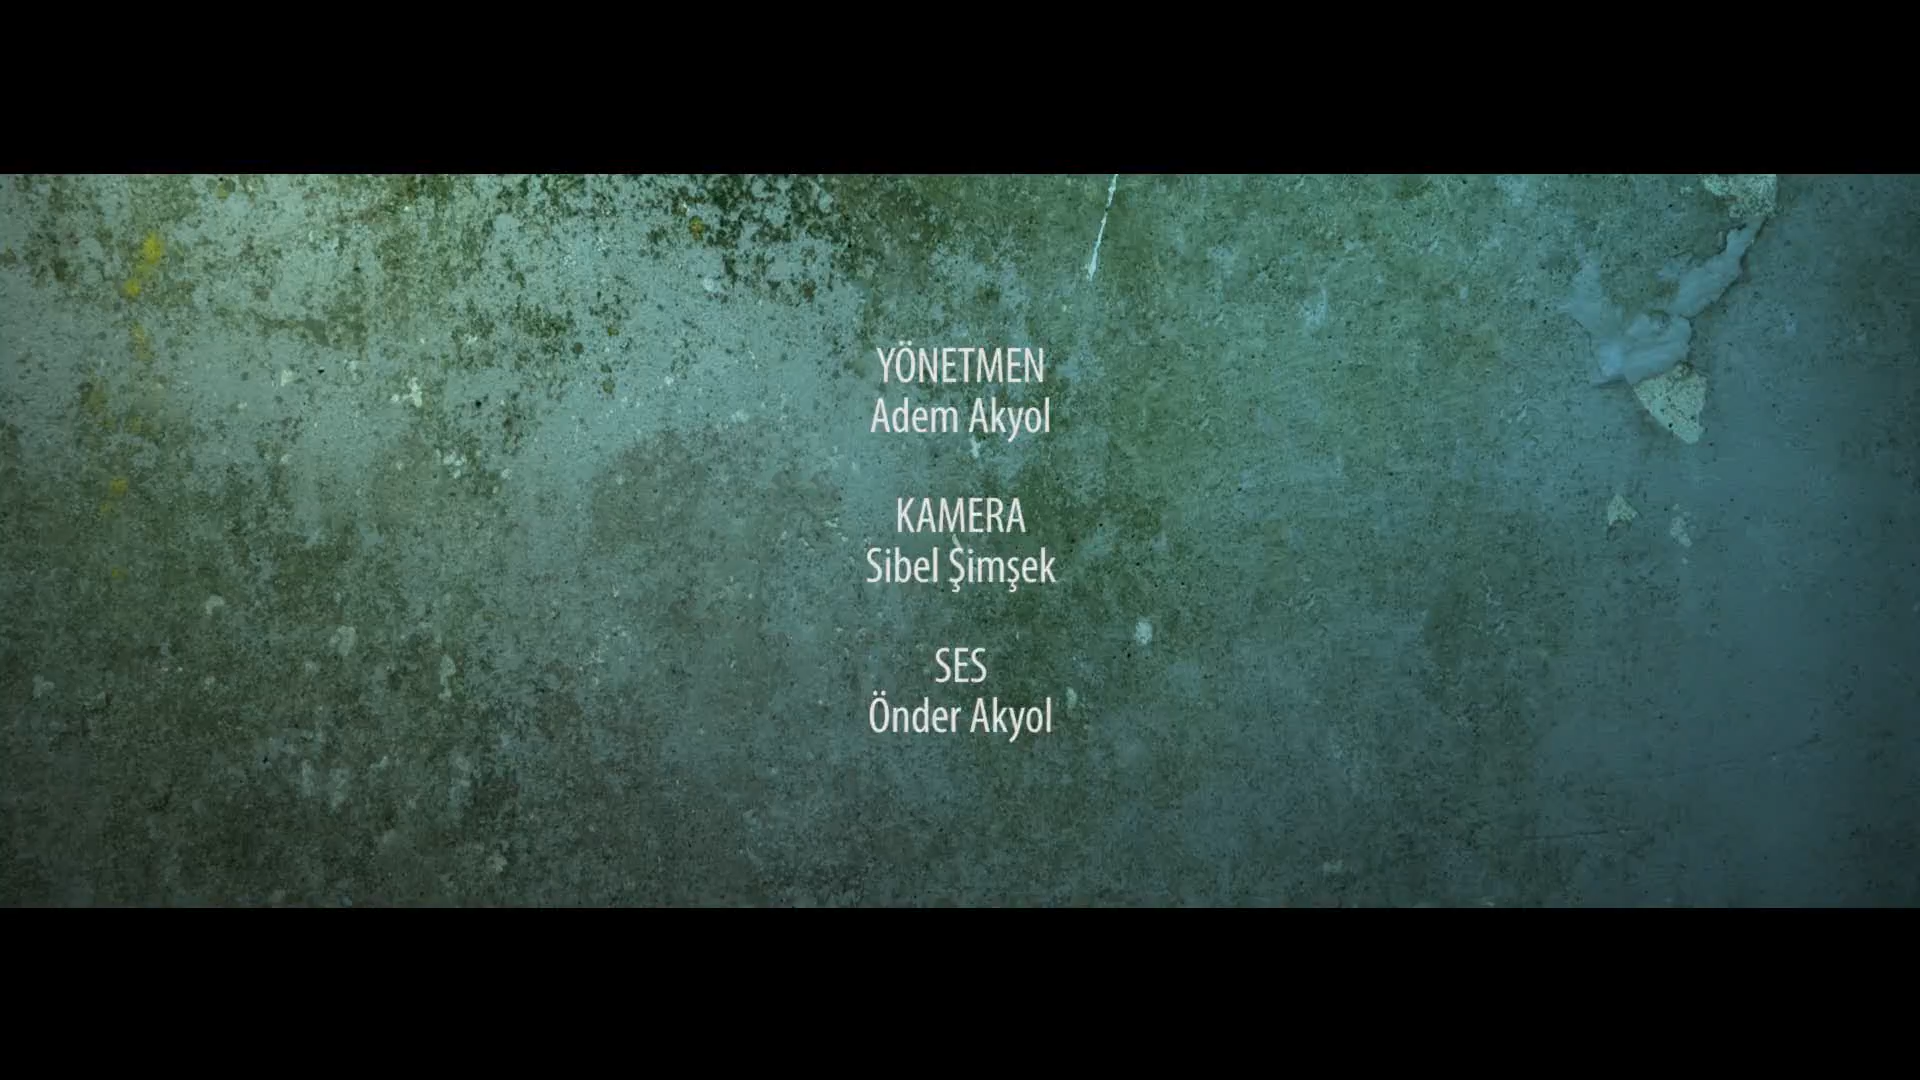 YÖNETMEN
Adem Akyol
KAMERA
Sibel Şimşek
SES
Önder Akyol